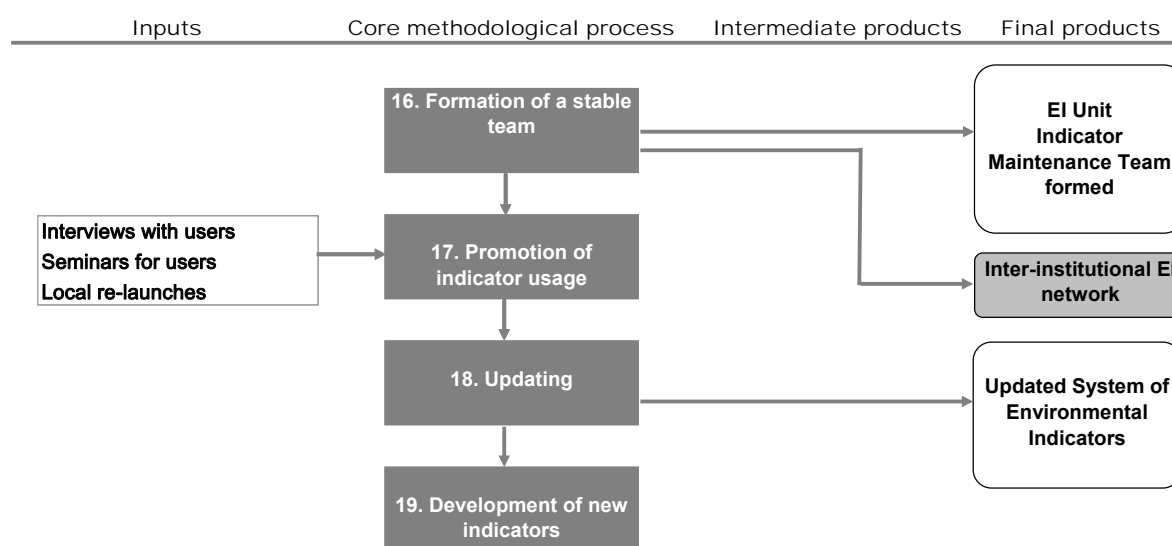 Inputs
Core methodological process
Intermediate products
Final products
16. Formation of a stable
team
EI Unit
Indicator
Maintenance Team
formed
Interviews with users
Seminars for users
Local re-launches
17. Promotion of
indicator usage
Inter-institutional EI
network
18. Updating
Updated System of
Environmental
Indicators
19. Development of new
indicators